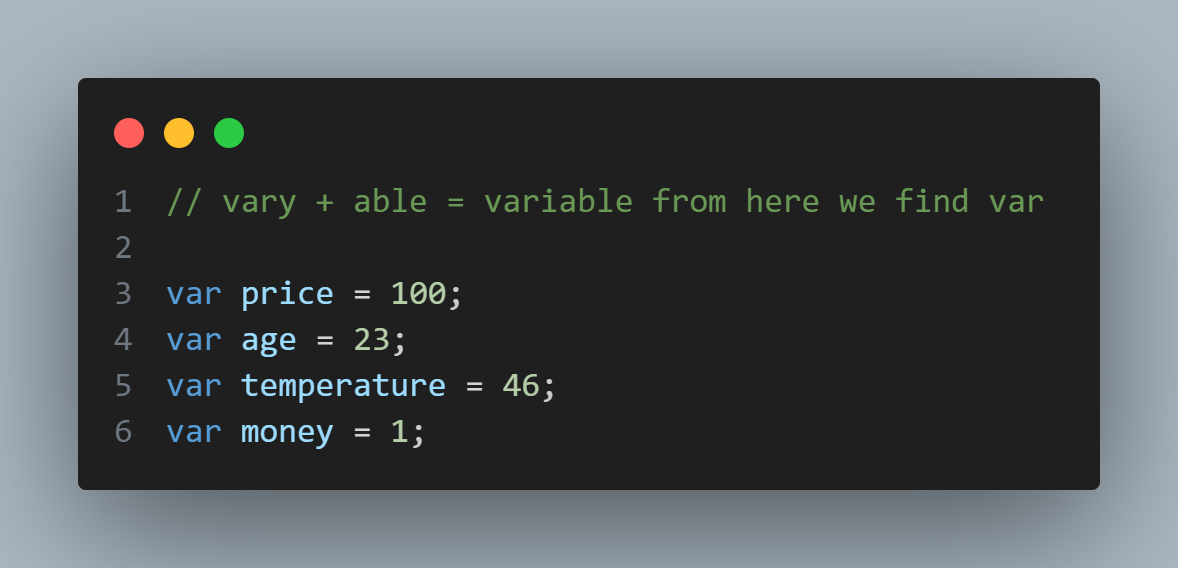 1 // vary + able = variable from here we find var
2
3 var price = 100;
4 var age = 23;
5 var temperature = 46;
6 var money = 1;